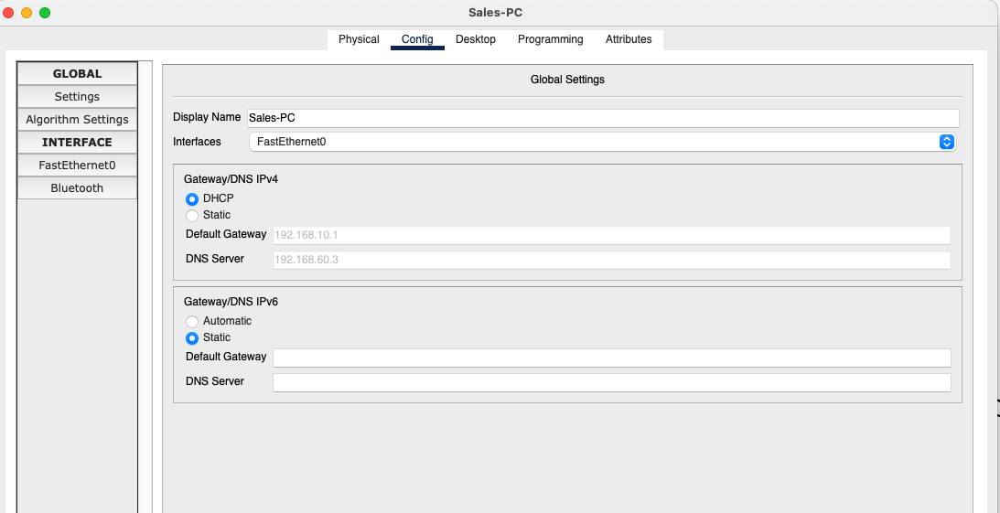 Sales-PC
Physical Config Desktop Programming Attributes
GLOBAL
Settings
Algorithm Settings
INTERFACE
FastEthernet0
Bluetooth
Global Settings
Display Name Sales-PC
Interfaces FastEthernet0
Gateway/DNS IPv4
DHCP
Static
Default Gateway 192.168.10.1
DNS Server 192.168.60.3
Gateway/DNS IPv6
Automatic
Static
Default Gateway
DNS Server